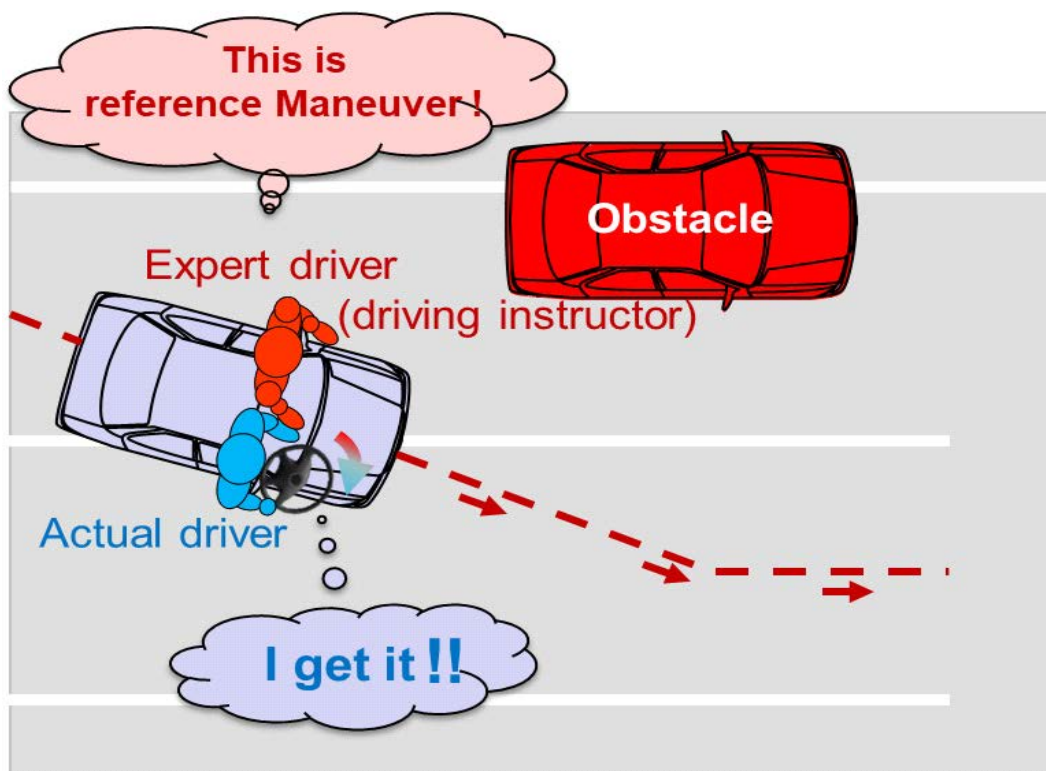 This is
reference Maneuver !
Obstacle
Expert driver
(driving instructor)
Actual driver
I get it !!